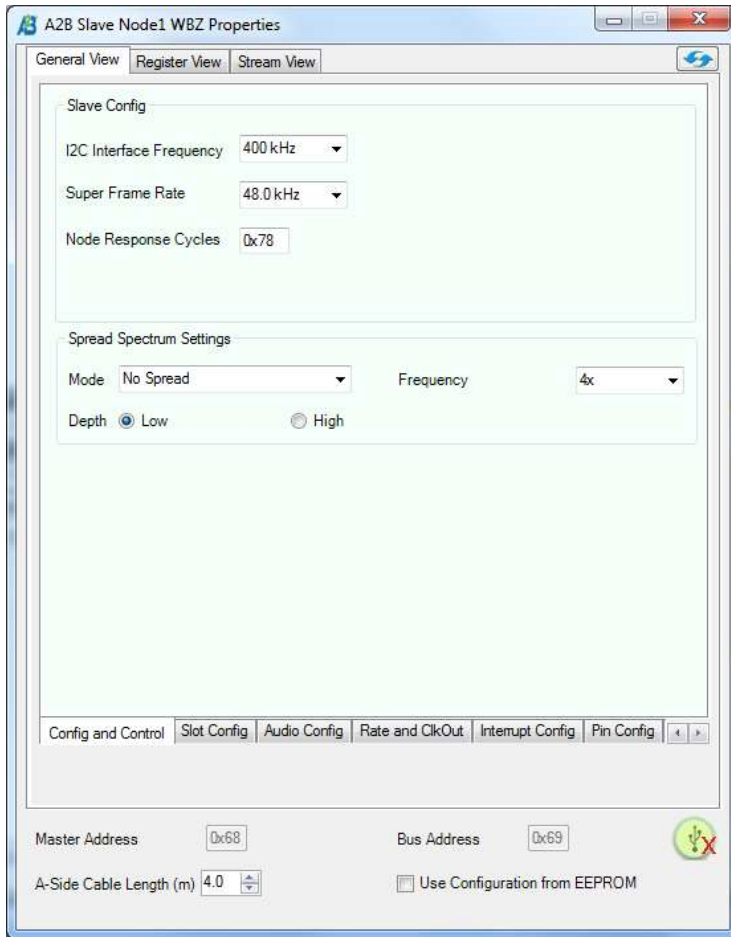 A2B Slave Node1 WBZ Properties
General View Register View Stream View
Slave Config
I2C Interface Frequency 400 kHz
Super Frame Rate 48.0 kHz
Node Response Cycles 0x78
Spread Spectrum Settings
Mode No Spread Frequency 4x
Depth Low High
Config and Control Slot Config Audio Config Rate and ClkOut Interrupt Config Pin Config
Master Address 0x68 Bus Address 0x69
A-Side Cable Length (m) 4.0 Use Configuration from EEPROM